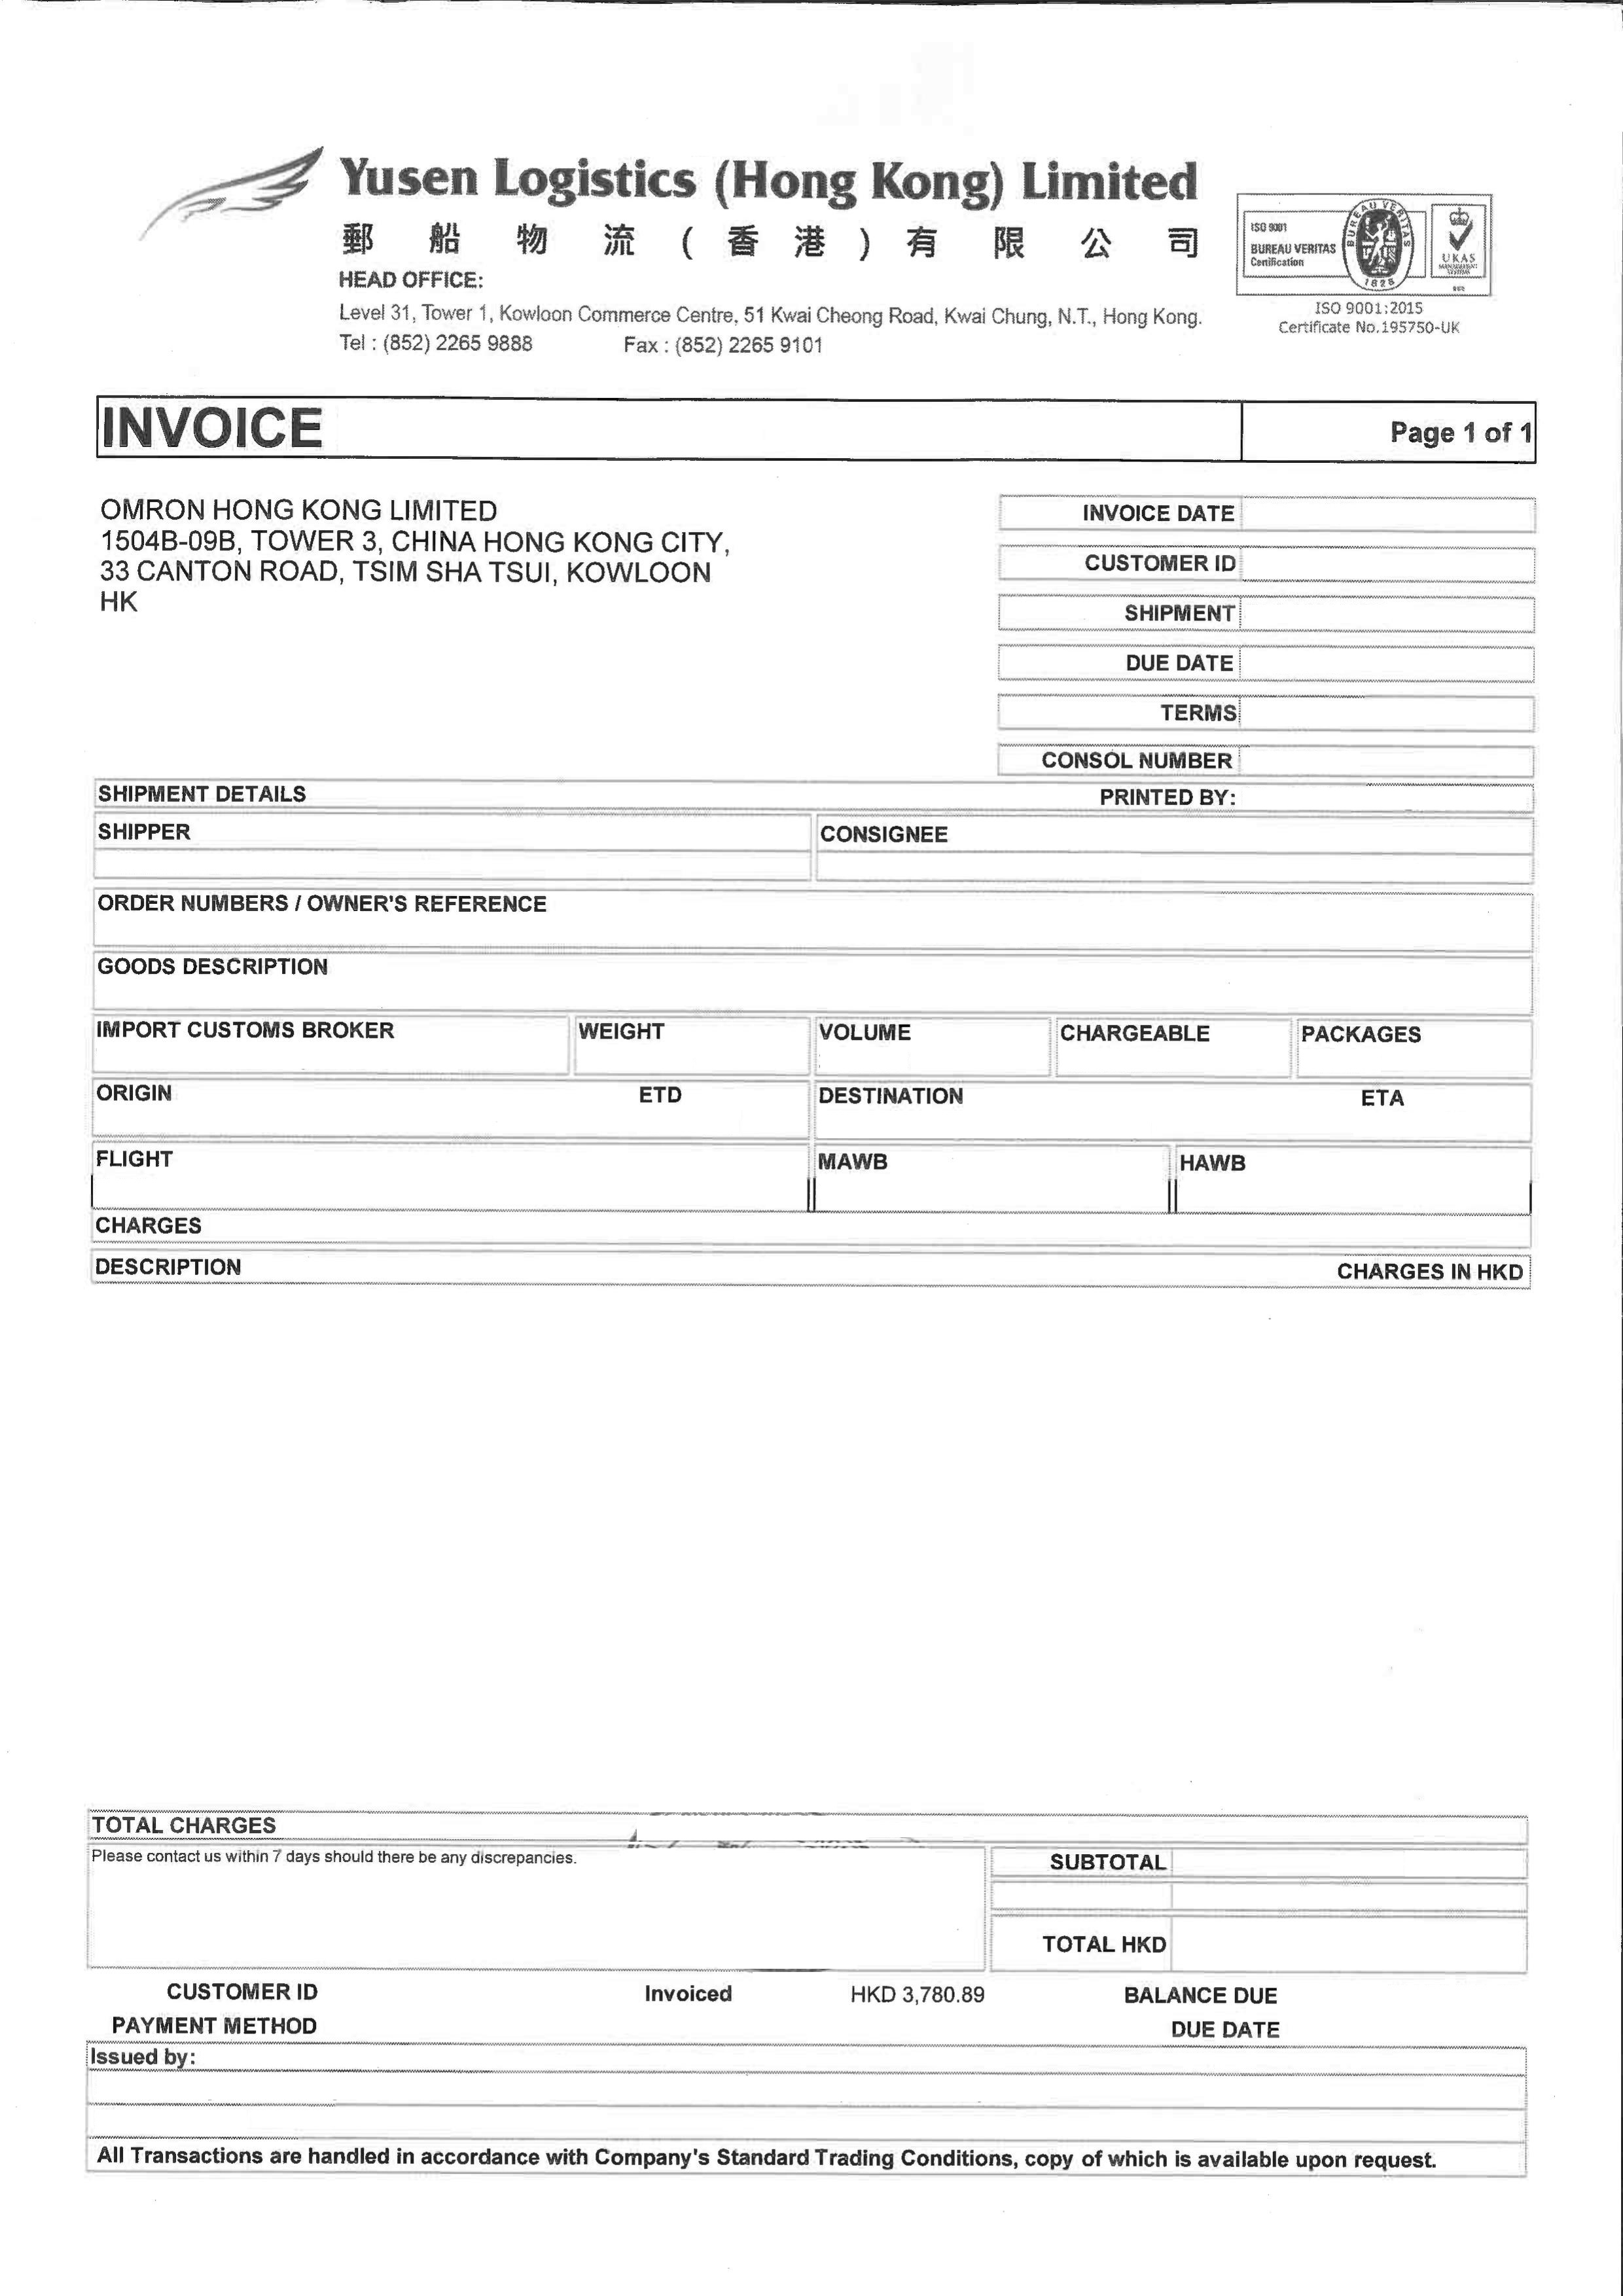 Yusen Logistics (Hong Kong) Limited
郵船物流(香港)有限公司
HEAD OFFICE:
Level 31, Tower 1, Kowloon Commerce Centre, 51 Kwai Cheong Road, Kwai Chung, N.T., Hong Kong.
Tel : (852) 2265 9888 Fax : (852) 2265 9101
ISO 9001
BUREAU VERITAS
Certification
BUREAU VERITAS
1828
UKAS
ISO 9001:2015
Certificate No.195750-UK
INVOICE Page 1 of 1
OMRON HONG KONG LIMITED
1504B-09B, TOWER 3, CHINA HONG KONG CITY,
33 CANTON ROAD, TSIM SHA TSUI, KOWLOON
HK
INVOICE DATE
CUSTOMER ID
SHIPMENT
DUE DATE
TERMS
CONSOL NUMBER
SHIPMENT DETAILS PRINTED BY:
SHIPPER CONSIGNEE
ORDER NUMBERS / OWNER'S REFERENCE
GOODS DESCRIPTION
IMPORT CUSTOMS BROKER WEIGHT VOLUME CHARGEABLE PACKAGES
ORIGIN ETD DESTINATION ETA
FLIGHT MAWB HAWB
CHARGES
DESCRIPTION CHARGES IN HKD
TOTAL CHARGES
Please contact us within 7 days should there be any discrepancies.
SUBTOTAL
TOTAL HKD
CUSTOMER ID Invoiced HKD 3,780.89 BALANCE DUE
PAYMENT METHOD DUE DATE
Issued by:
All Transactions are handled in accordance with Company's Standard Trading Conditions, copy of which is available upon request.